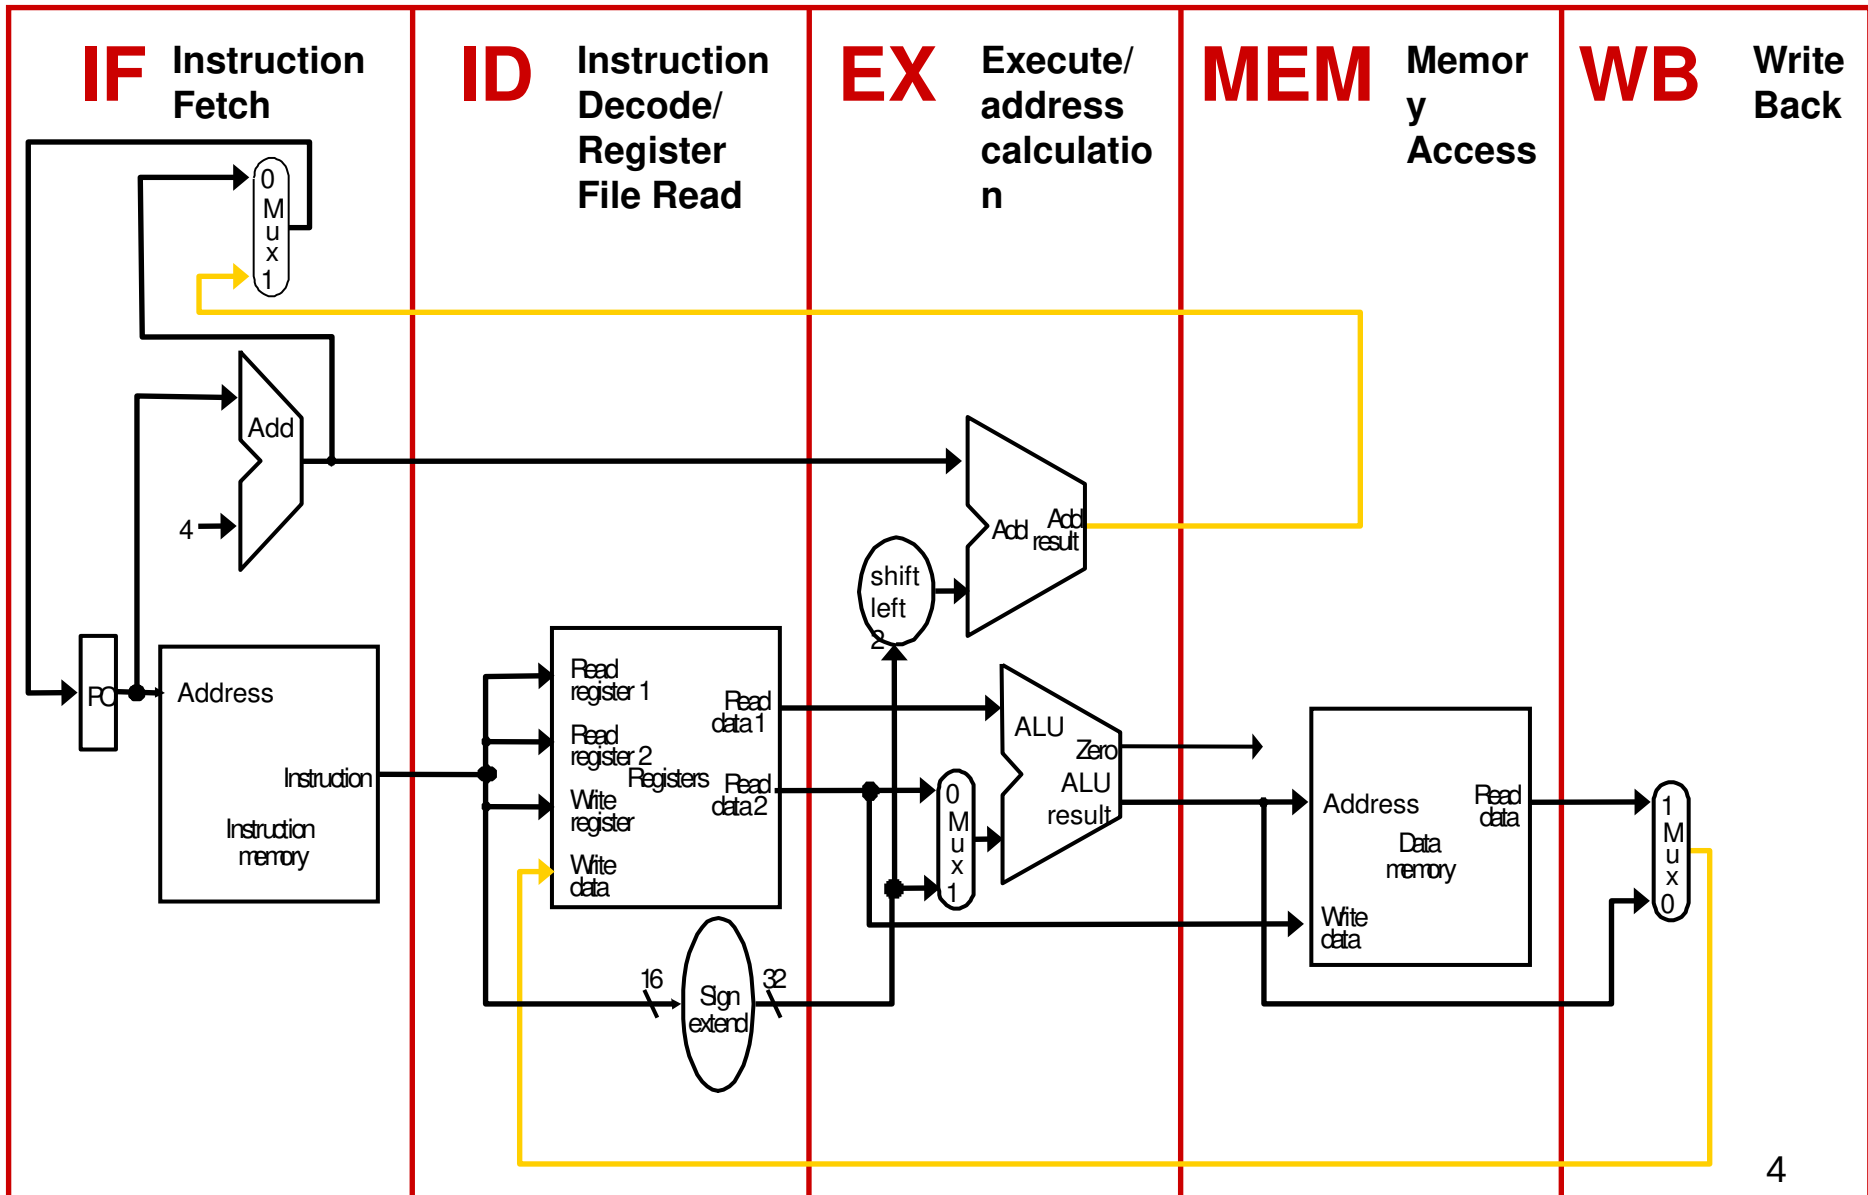 IF
Instruction
Fetch
ID
Instruction
Decode/
Register
File Read
EX
Execute/
address
calculatio
n
MEM
Memor
y
Access
WB
Write
Back
0
M
u
x
1
Add
4
PC
Address
Instruction
Instruction
memory
Read
register 1
Read
register 2
Write
register
Write
data
Registers
Read
data 1
Read
data 2
16
Sign
extend
32
shift
left
2
Add
Add
result
0
M
u
x
1
ALU
Zero
ALU
result
Address
Data
memory
Read
data
Write
data
1
M
u
x
0
4